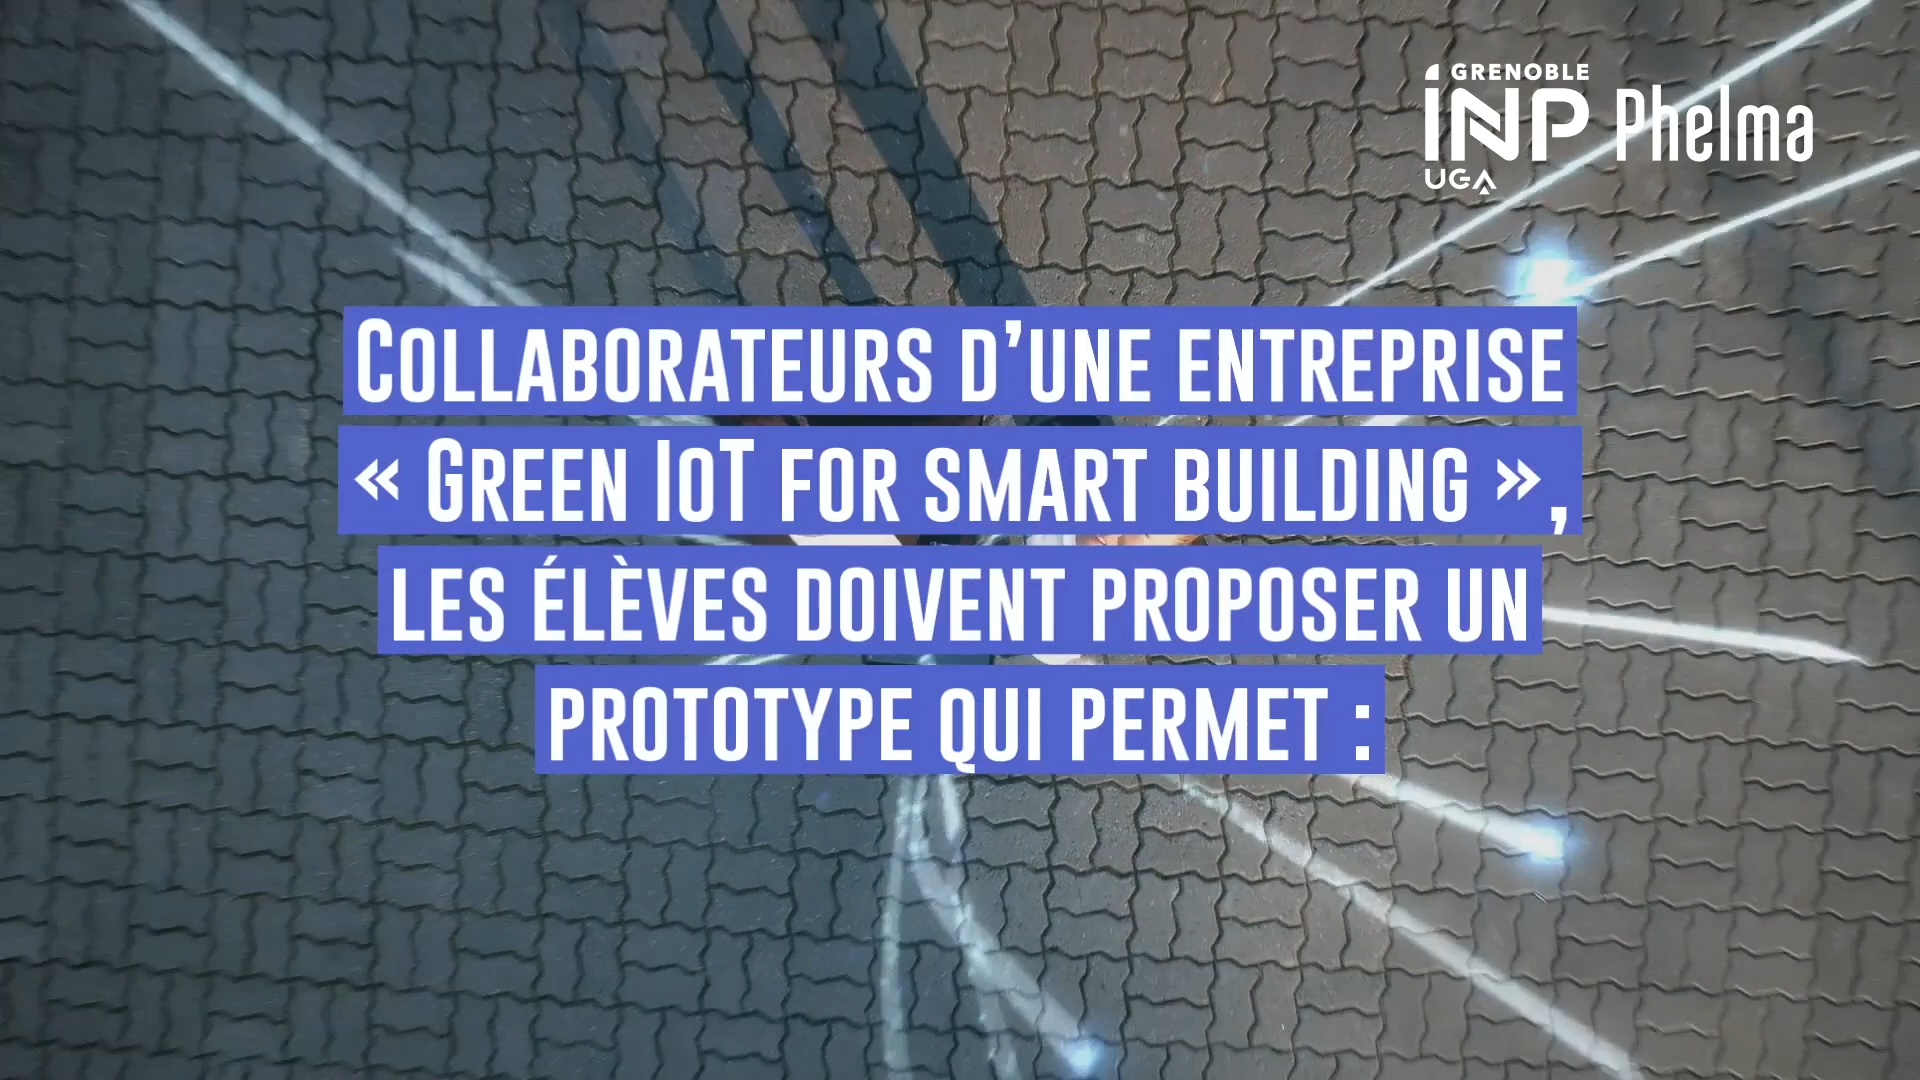 GRENOBLE
INP Phelma
UGA
Collaborateurs d’une entreprise
« Green IoT for smart building »,
les élèves doivent proposer un
prototype qui permet :